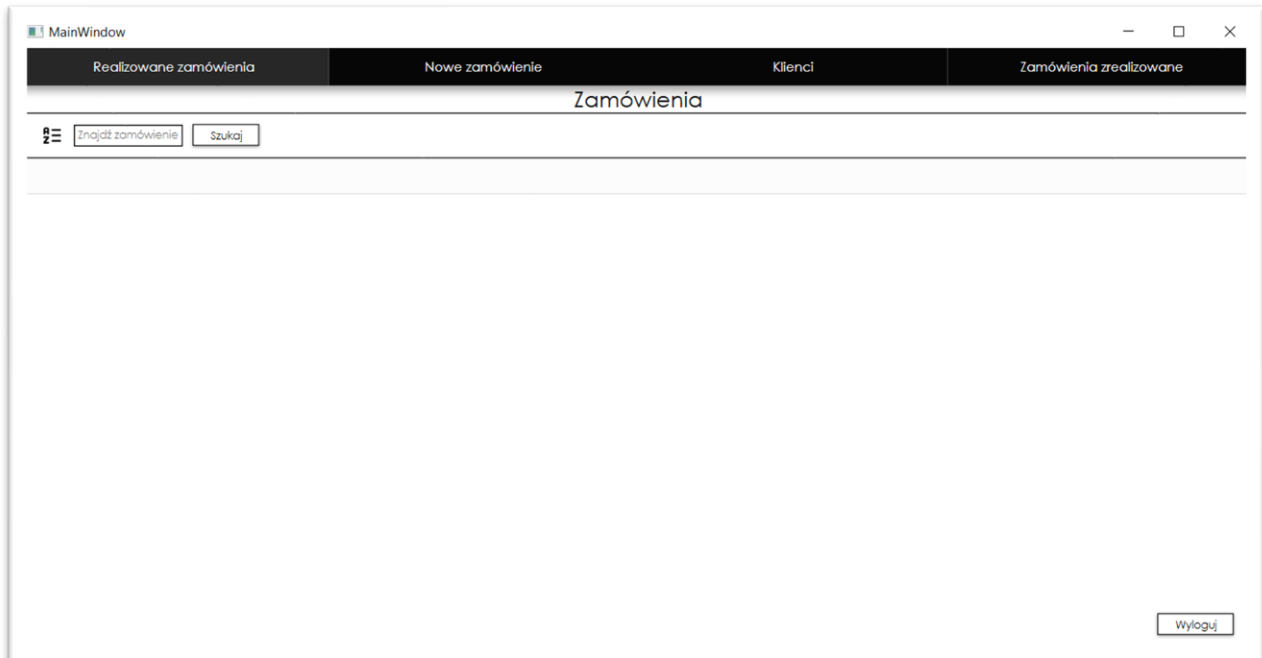 MainWindow
Realizowane zamówienia Nowe zamówienie Klienci Zamówienia zrealizowane
Zamówienia
A Z Znajdź zamówienie Szukaj
Wyloguj